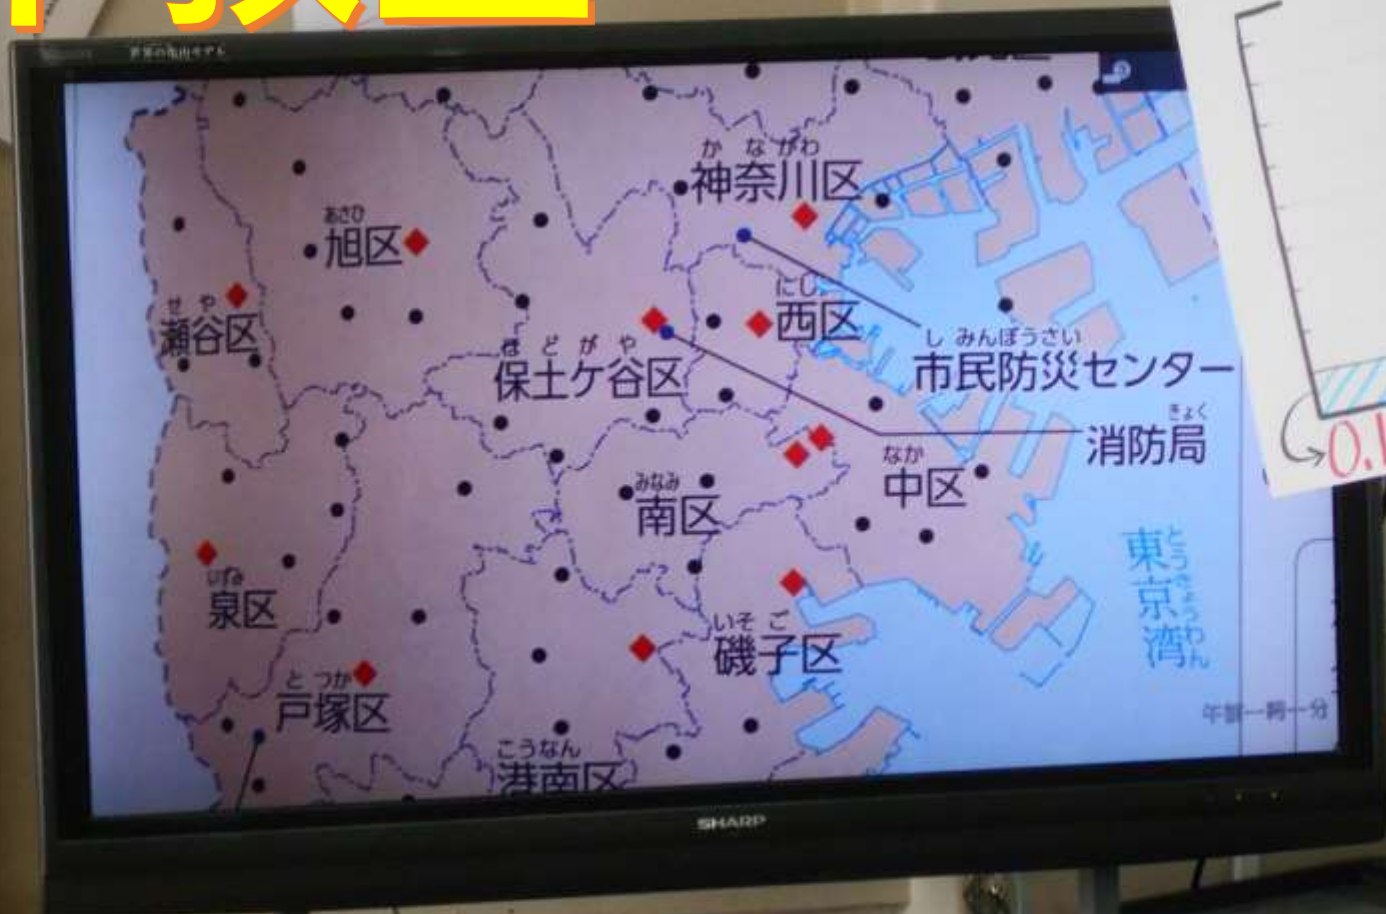 かながわ
神奈川区
あさひ
旭区
せや
瀬谷区
にし
西区
ほどがや
保土ケ谷区
しみんぼうさい
市民防災センター
きょく
消防局
なか
中区
みなみ
南区
いずみ
泉区
とうきょうわん
東京湾
いそご
磯子区
とつか
戸塚区
こうなん
港南区
SHARP
0.1